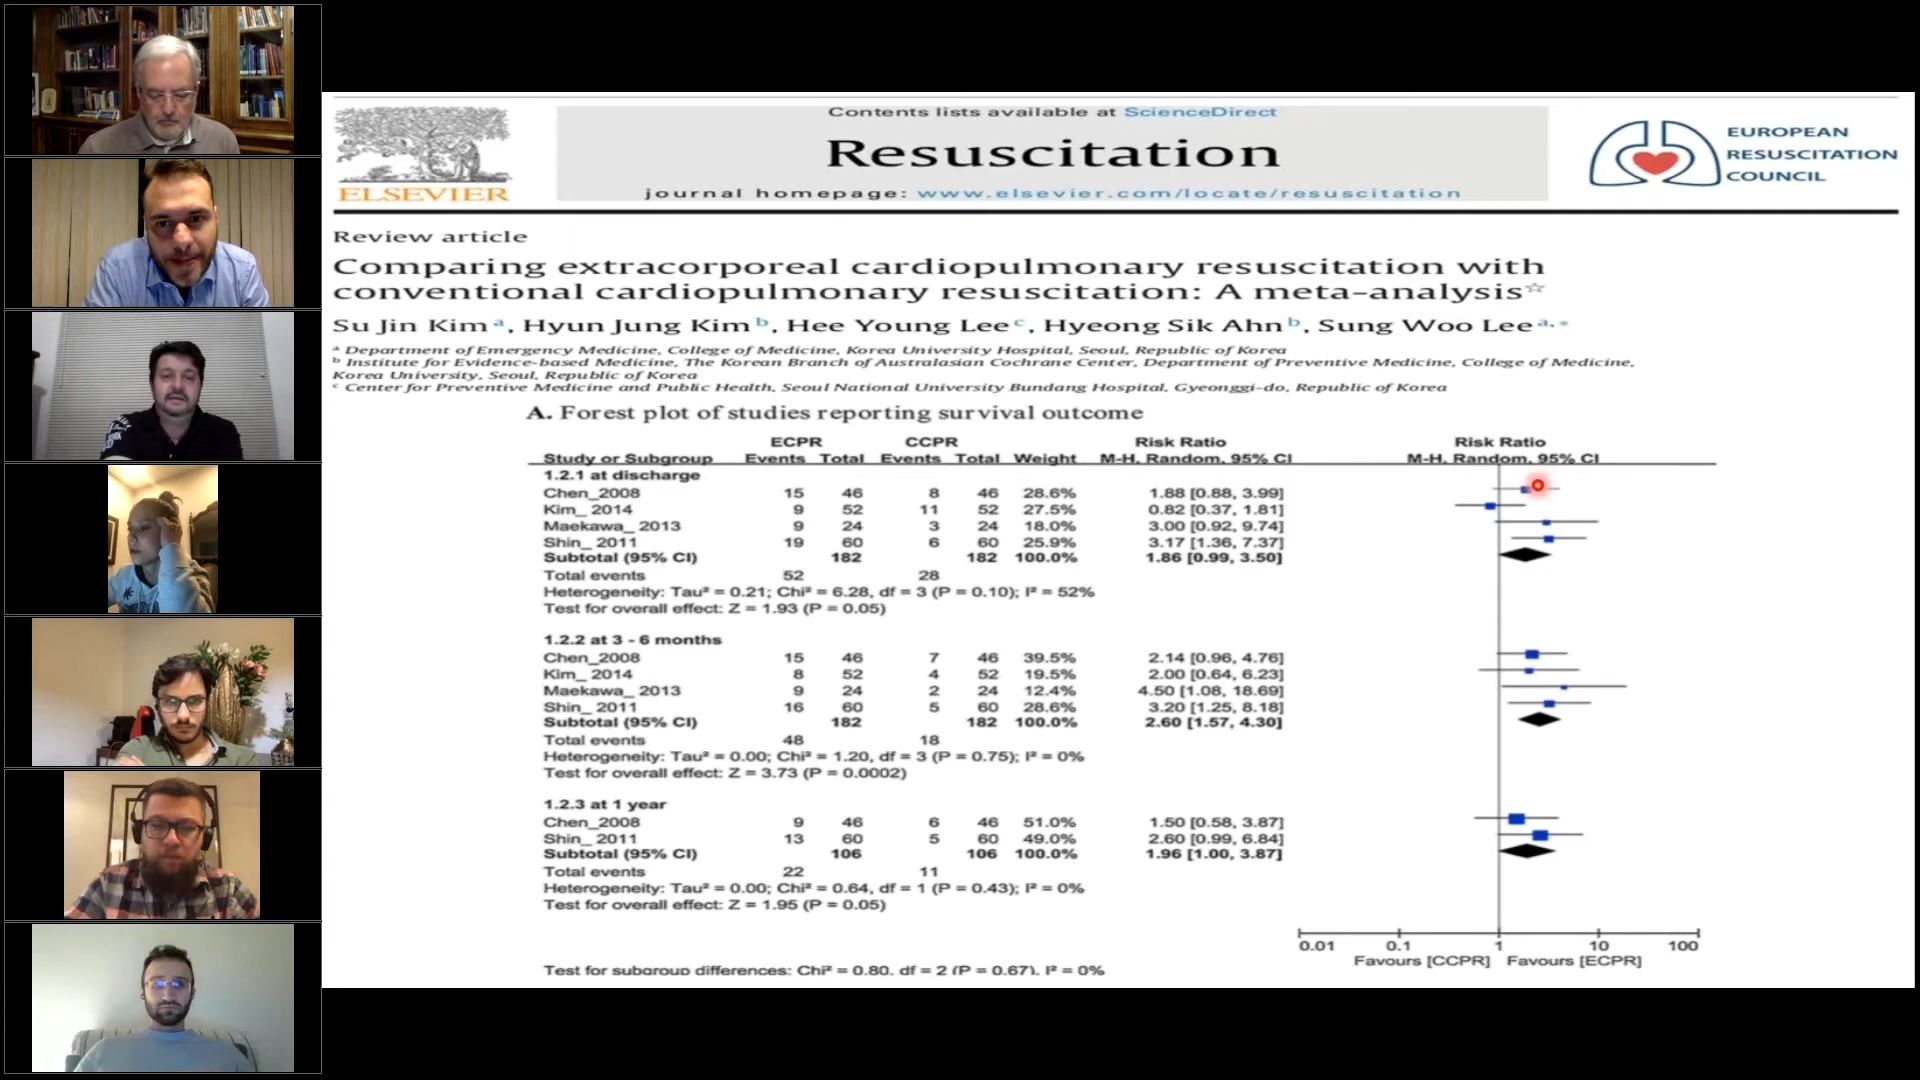 Contents lists available at ScienceDirect
Resuscitation
journal homepage: www.elsevier.com/locate/resuscitation
ELSEVIER
EUROPEAN
RESUSCITATION
COUNCIL
Review article
Comparing extracorporeal cardiopulmonary resuscitation with
conventional cardiopulmonary resuscitation: A meta-analysis☆
Su Jin Kim a, Hyun Jung Kim b, Hee Young Lee c, Hyeong Sik Ahn b, Sung Woo Lee a,*
a Department of Emergency Medicine, College of Medicine, Korea University Hospital, Seoul, Republic of Korea
b Institute for Evidence-based Medicine, The Korean Branch of Australasian Cochrane Center, Department of Preventive Medicine, College of Medicine,
Korea University, Seoul, Republic of Korea
c Center for Preventive Medicine and Public Health, Seoul National University Bundang Hospital, Gyeonggi-do, Republic of Korea
A. Forest plot of studies reporting survival outcome
ECPR CCPR Risk Ratio Risk Ratio
Study or Subgroup Events Total Events Total Weight M-H, Random, 95% CI M-H, Random, 95% CI
1.2.1 at discharge
Chen_2008 15 46 8 46 28.6% 1.88 [0.88, 3.99]
Kim_ 2014 9 52 11 52 27.5% 0.82 [0.37, 1.81]
Maekawa_ 2013 9 24 3 24 18.0% 3.00 [0.92, 9.74]
Shin_ 2011 19 60 6 60 25.9% 3.17 [1.36, 7.37]
Subtotal (95% CI) 182 182 100.0% 1.86 [0.99, 3.50]
Total events 52 28
Heterogeneity: Tau² = 0.21; Chi² = 6.28, df = 3 (P = 0.10); I² = 52%
Test for overall effect: Z = 1.93 (P = 0.05)
1.2.2 at 3 - 6 months
Chen_2008 15 46 7 46 39.5% 2.14 [0.96, 4.76]
Kim_ 2014 8 52 4 52 19.5% 2.00 [0.64, 6.23]
Maekawa_ 2013 9 24 2 24 12.4% 4.50 [1.08, 18.69]
Shin_ 2011 16 60 5 60 28.6% 3.20 [1.25, 8.18]
Subtotal (95% CI) 182 182 100.0% 2.60 [1.57, 4.30]
Total events 48 18
Heterogeneity: Tau² = 0.00; Chi² = 1.20, df = 3 (P = 0.75); I² = 0%
Test for overall effect: Z = 3.73 (P = 0.0002)
1.2.3 at 1 year
Chen_2008 9 46 6 46 51.0% 1.50 [0.58, 3.87]
Shin_2011 13 60 5 60 49.0% 2.60 [0.99, 6.84]
Subtotal (95% CI) 106 106 100.0% 1.96 [1.00, 3.87]
Total events 22 11
Heterogeneity: Tau² = 0.00; Chi² = 0.64, df = 1 (P = 0.43); I² = 0%
Test for overall effect: Z = 1.95 (P = 0.05)
0.01 0.1 1 10 100
Favours [CCPR] Favours [ECPR]
Test for subgroup differences: Chi² = 0.80, df = 2 (P = 0.67), I² = 0%